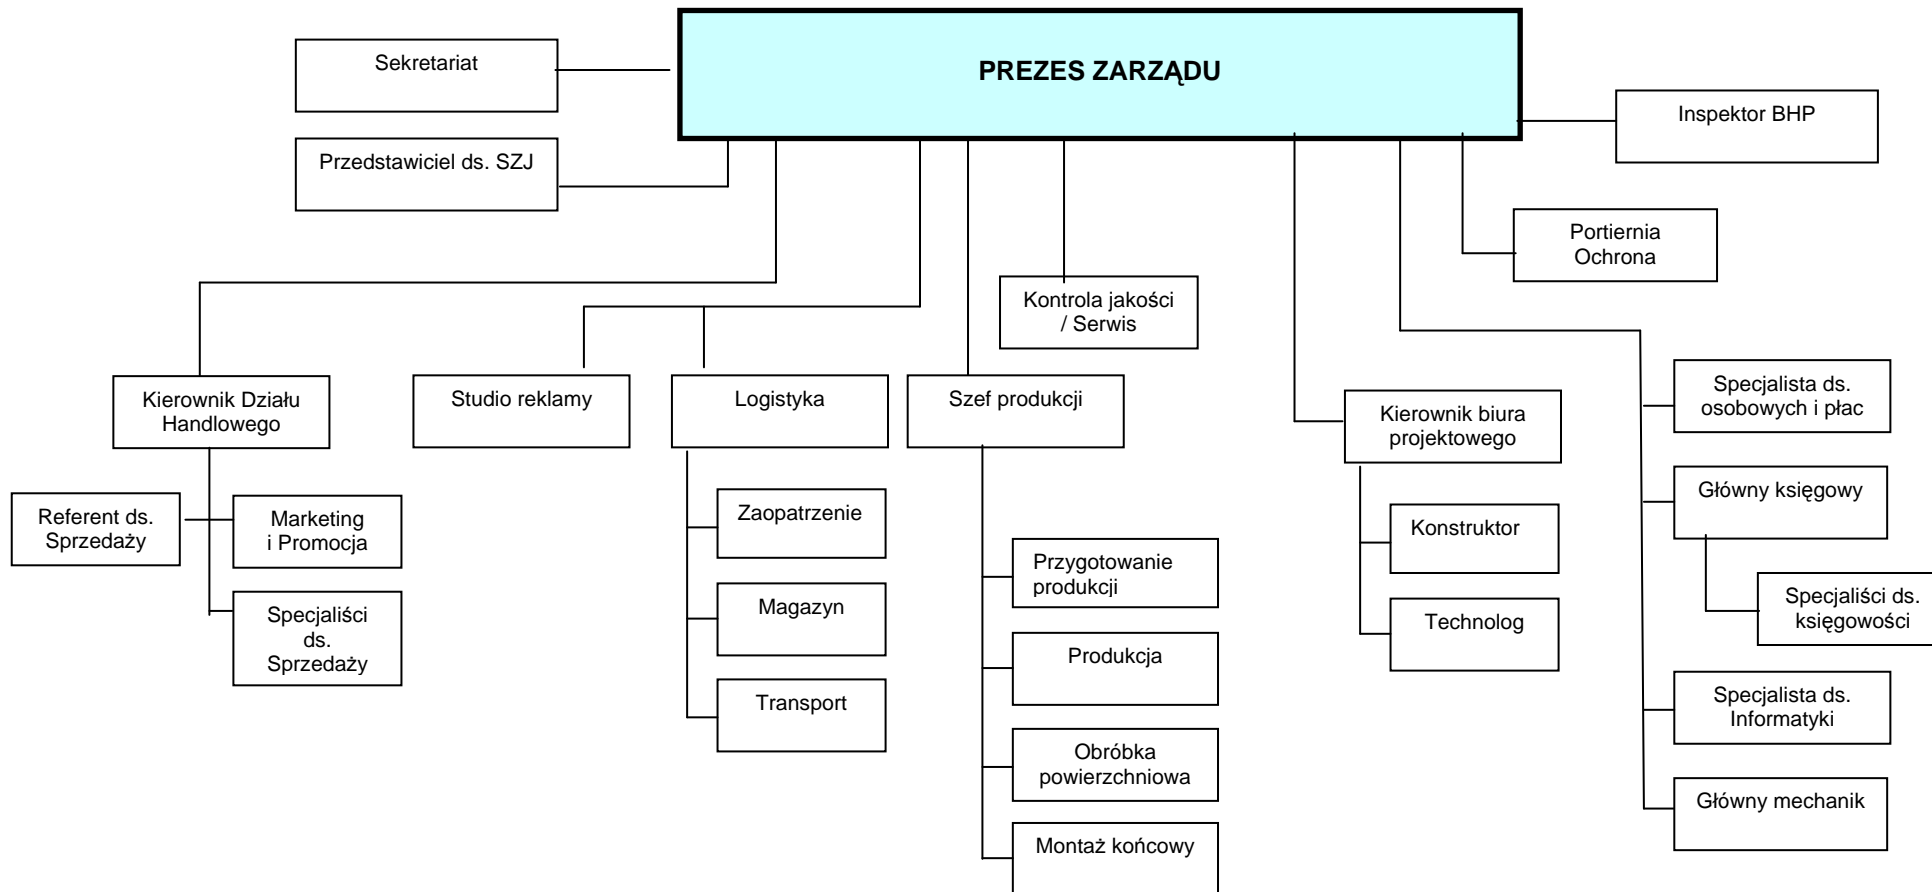 PREZES ZARZĄDU
Sekretariat
Inspektor BHP
Przedstawiciel ds. SZJ
Portiernia
Ochrona
Kontrola jakości
/ Serwis
Kierownik Działu
Handlowego
Studio reklamy
Logistyka
Szef produkcji
Kierownik biura
projektowego
Specjalista ds.
osobowych i płac
Referent ds.
Sprzedaży
Marketing
i Promocja
Specjaliści
ds.
Sprzedaży
Zaopatrzenie
Magazyn
Transport
Przygotowanie
produkcji
Produkcja
Obróbka
powierzchniowa
Montaż końcowy
Konstruktor
Technolog
Główny księgowy
Specjaliści ds.
księgowości
Specjalista ds.
Informatyki
Główny mechanik